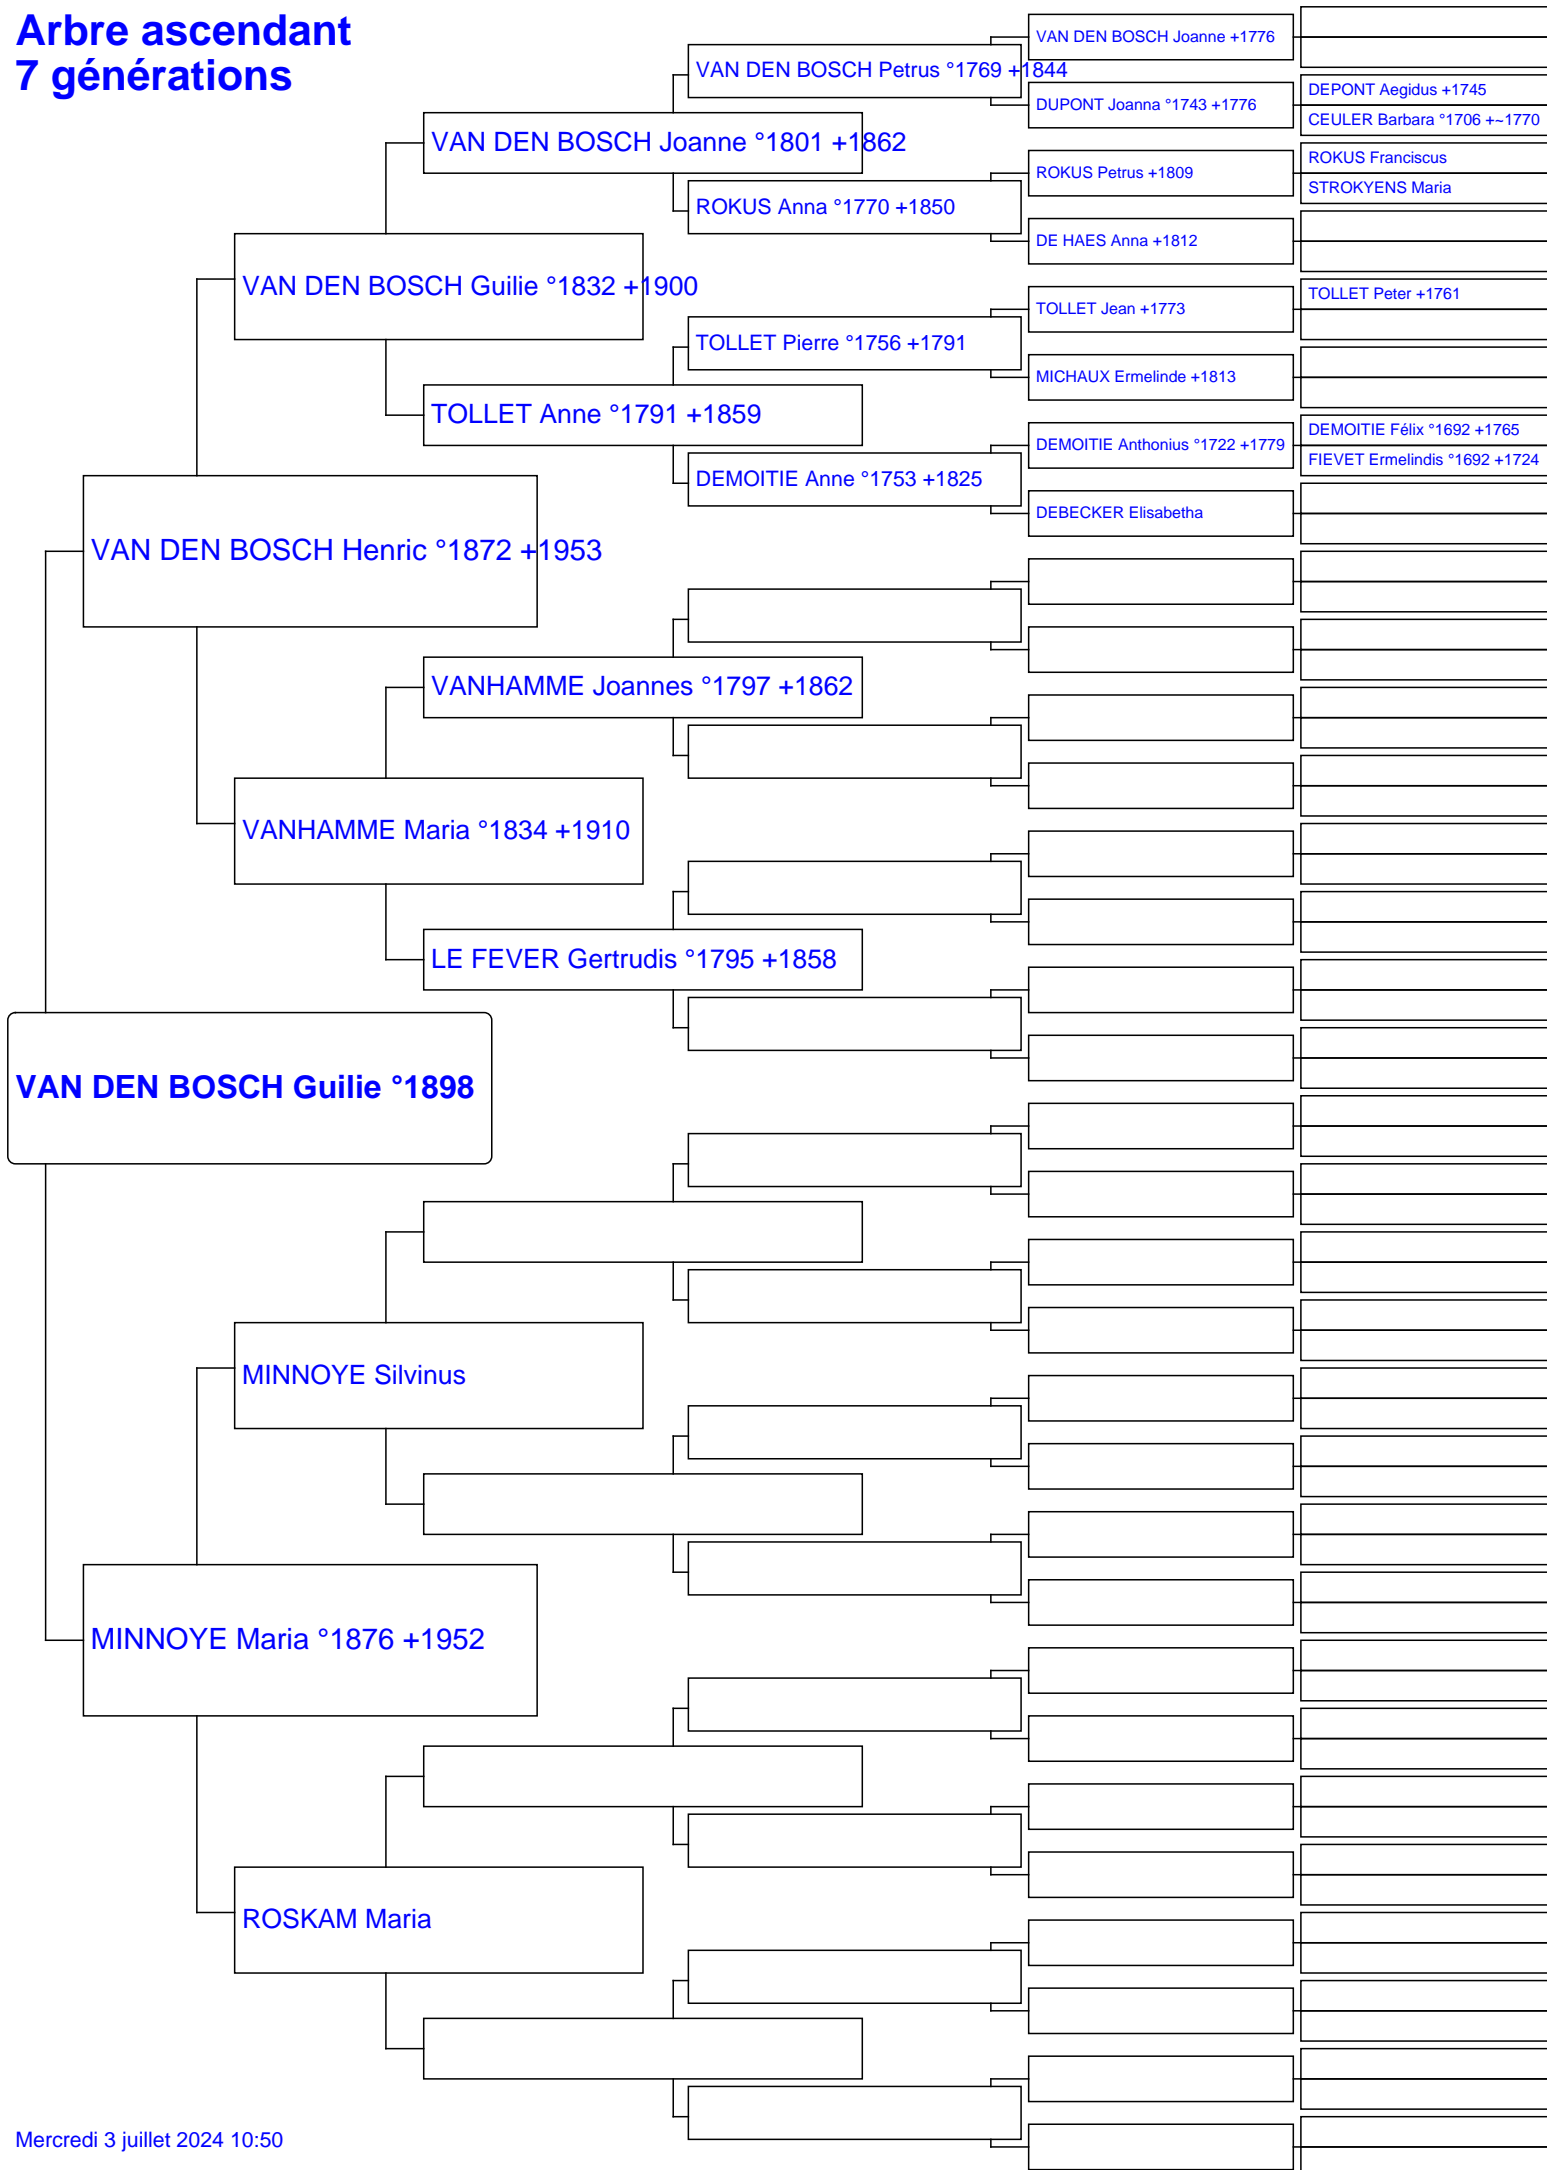 Arbre ascendant
7 générations
VAN DEN BOSCH Guilie °1898
VAN DEN BOSCH Henric °1872 +1953
MINNOYE Maria °1876 +1952
VAN DEN BOSCH Guilie °1832 +1900
VANHAMME Maria °1834 +1910
MINNOYE Silvinus
ROSKAM Maria
VAN DEN BOSCH Joanne °1801 +1862
TOLLET Anne °1791 +1859
VANHAMME Joannes °1797 +1862
LE FEVER Gertrudis °1795 +1858
VAN DEN BOSCH Petrus °1769 +1844
ROKUS Anna °1770 +1850
TOLLET Pierre °1756 +1791
DEMOITIE Anne °1753 +1825
VAN DEN BOSCH Joanne +1776
DUPONT Joanna °1743 +1776
ROKUS Petrus +1809
DE HAES Anna +1812
TOLLET Jean +1773
MICHAUX Ermelinde +1813
DEMOITIE Anthonius °1722 +1779
DEBECKER Elisabetha
DEPONT Aegidus +1745
CEULER Barbara °1706 +~1770
ROKUS Franciscus
STROKYENS Maria
TOLLET Peter +1761
DEMOITIE Félix °1692 +1765
FIEVET Ermelindis °1692 +1724
Mercredi 3 juillet 2024 10:50